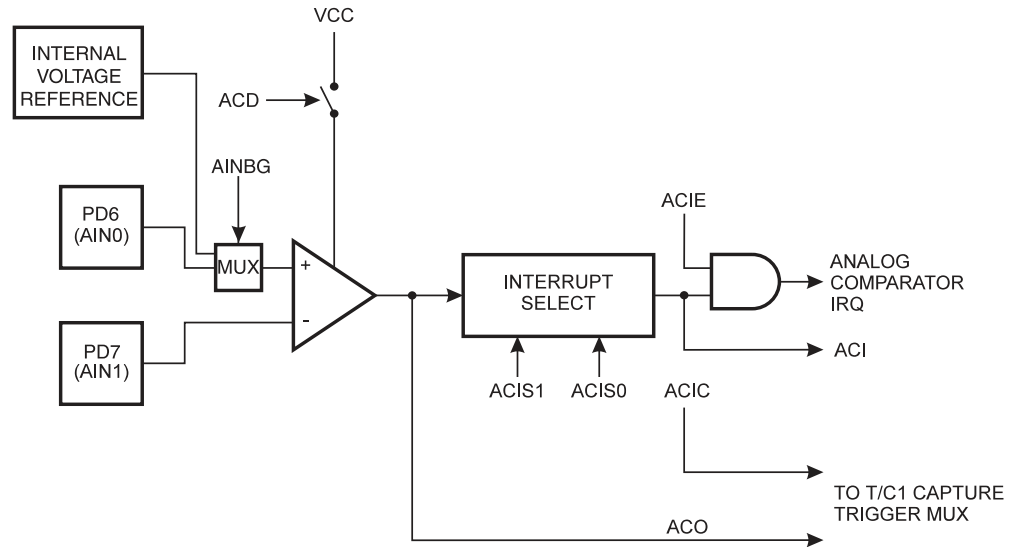 VCC
INTERNAL
VOLTAGE
REFERENCE
ACD
AINBG
PD6
(AIN0)
MUX
+
-
PD7
(AIN1)
INTERRUPT
SELECT
ACIS1
ACIS0
ACIE
ANALOG
COMPARATOR
IRQ
ACI
ACIC
TO T/C1 CAPTURE
TRIGGER MUX
ACO